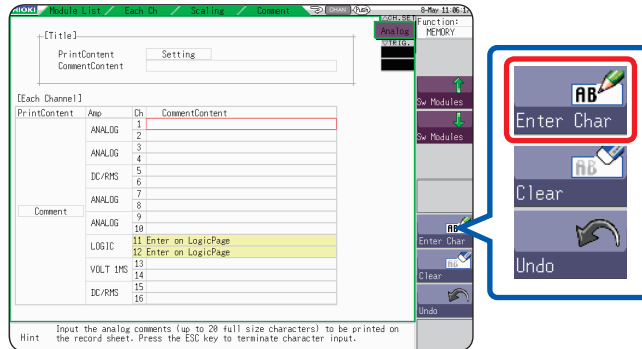 HIOKI Module List / Each Ch / Scaling / Comment CHAN (Push) 8-May 11:06:1
[Title]
PrintContent Setting
CommentContent
[Each Channel]
PrintContent Amp Ch CommentContent
Comment
ANALOG 1
2
ANALOG 3
4
DC/RMS 5
6
ANALOG 7
8
ANALOG 9
10
LOGIC 11 Enter on LogicPage
12 Enter on LogicPage
VOLT 1MS 13
14
DC/RMS 15
16
Hint Input the analog comments (up to 20 full size characters) to be printed on
the record sheet. Press the ESC key to terminate character input.
Analog
Function:
MEMORY
Sw Modules
Sw Modules
AB
Enter Char
AB
Clear
Undo
AB
Enter Char
AB
Clear
Undo